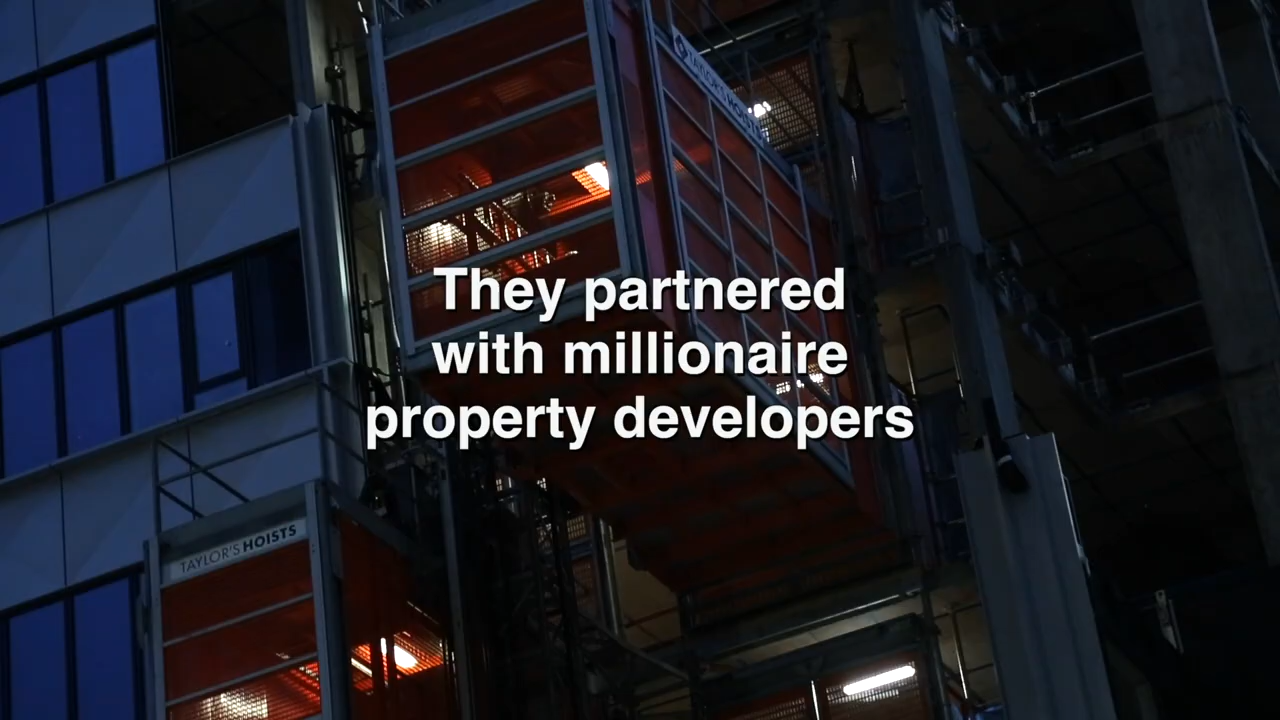 TAYLOR'S HOISTS
They partnered
with millionaire
property developers
TAYLOR'S HOISTS